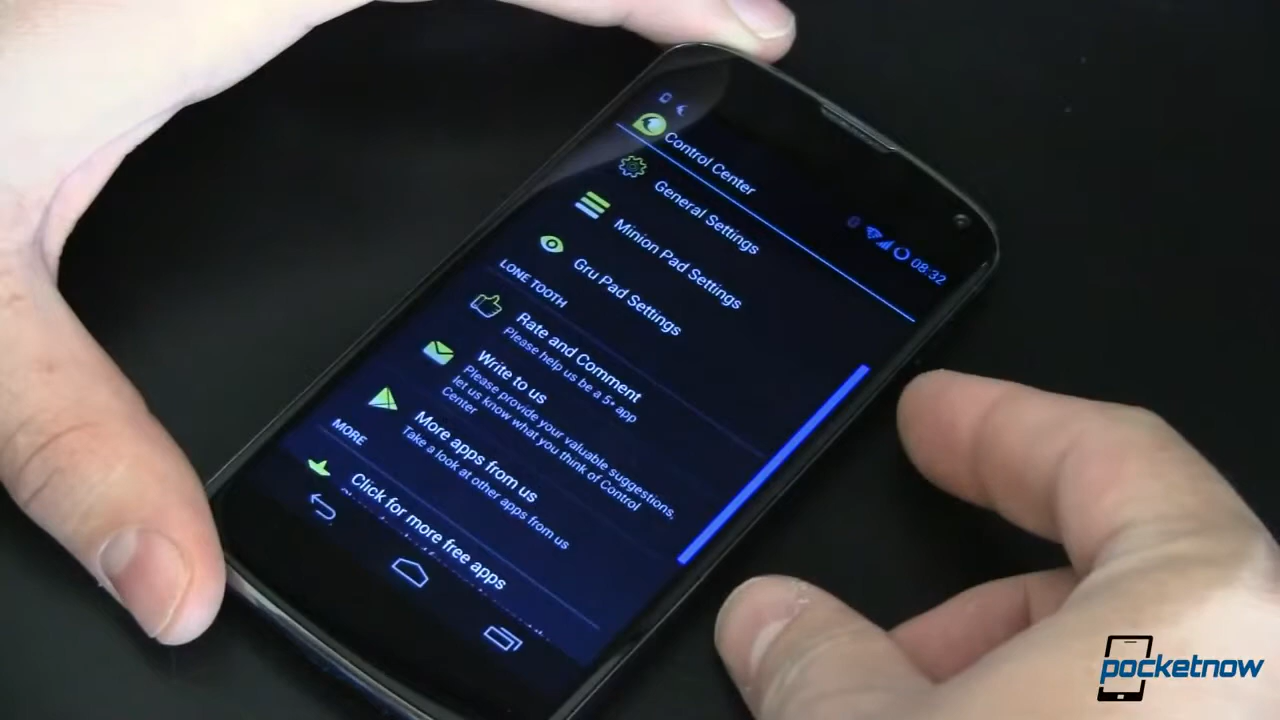 Control Center
08:32
General Settings
Minion Pad Settings
Gru Pad Settings
LONE TOOTH
Rate and Comment
Please help us be a 5+ app
Write to us
Please provide your valuable suggestions,
let us know what you think of Control
Center
More apps from us
Take a look at other apps from us
MORE
Click for more free apps
pocketnow